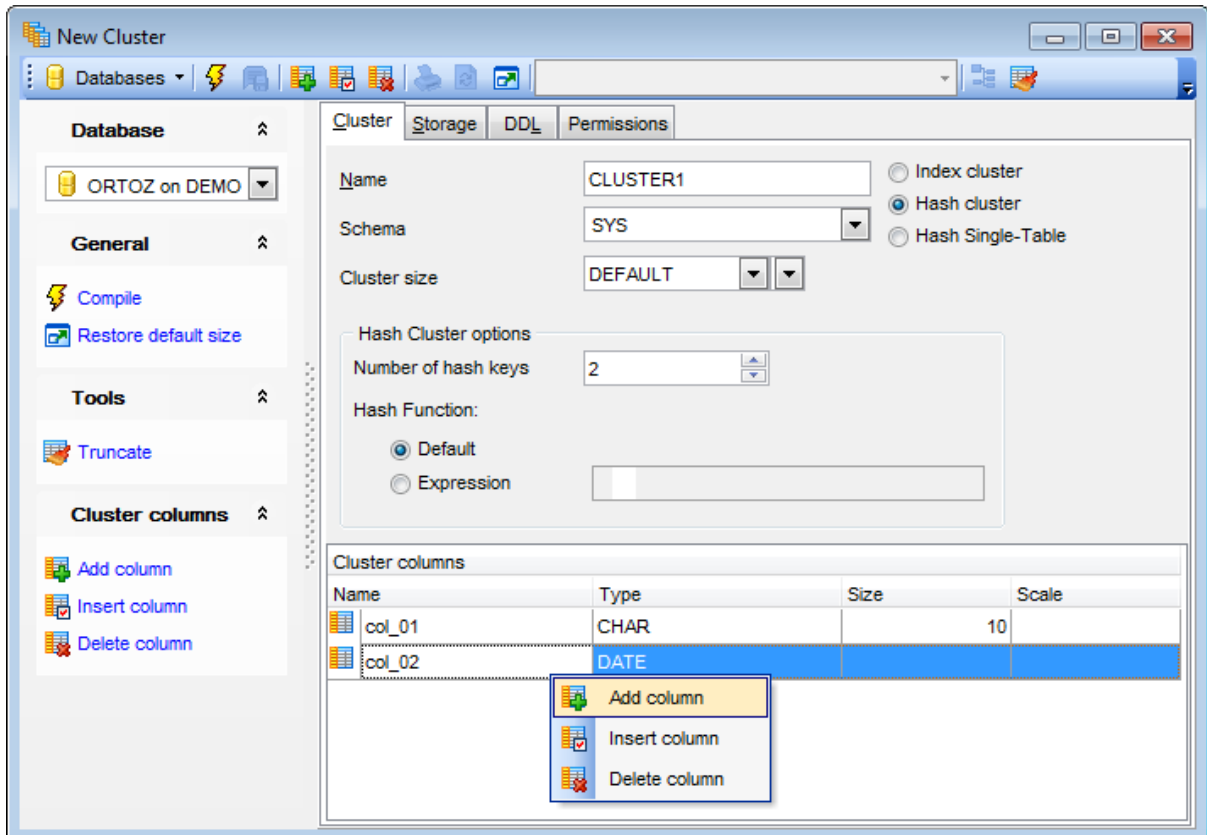 New Cluster
Databases
Database
ORTOZ on DEMO
General
Compile
Restore default size
Tools
Truncate
Cluster columns
Add column
Insert column
Delete column
Cluster Storage DDL Permissions
Name CLUSTER1
Schema SYS
Cluster size DEFAULT
Index cluster
Hash cluster
Hash Single-Table
Hash Cluster options
Number of hash keys 2
Hash Function:
Default
Expression
Cluster columns
Name Type Size Scale
col_01 CHAR 10
col_02 DATE
Add column
Insert column
Delete column